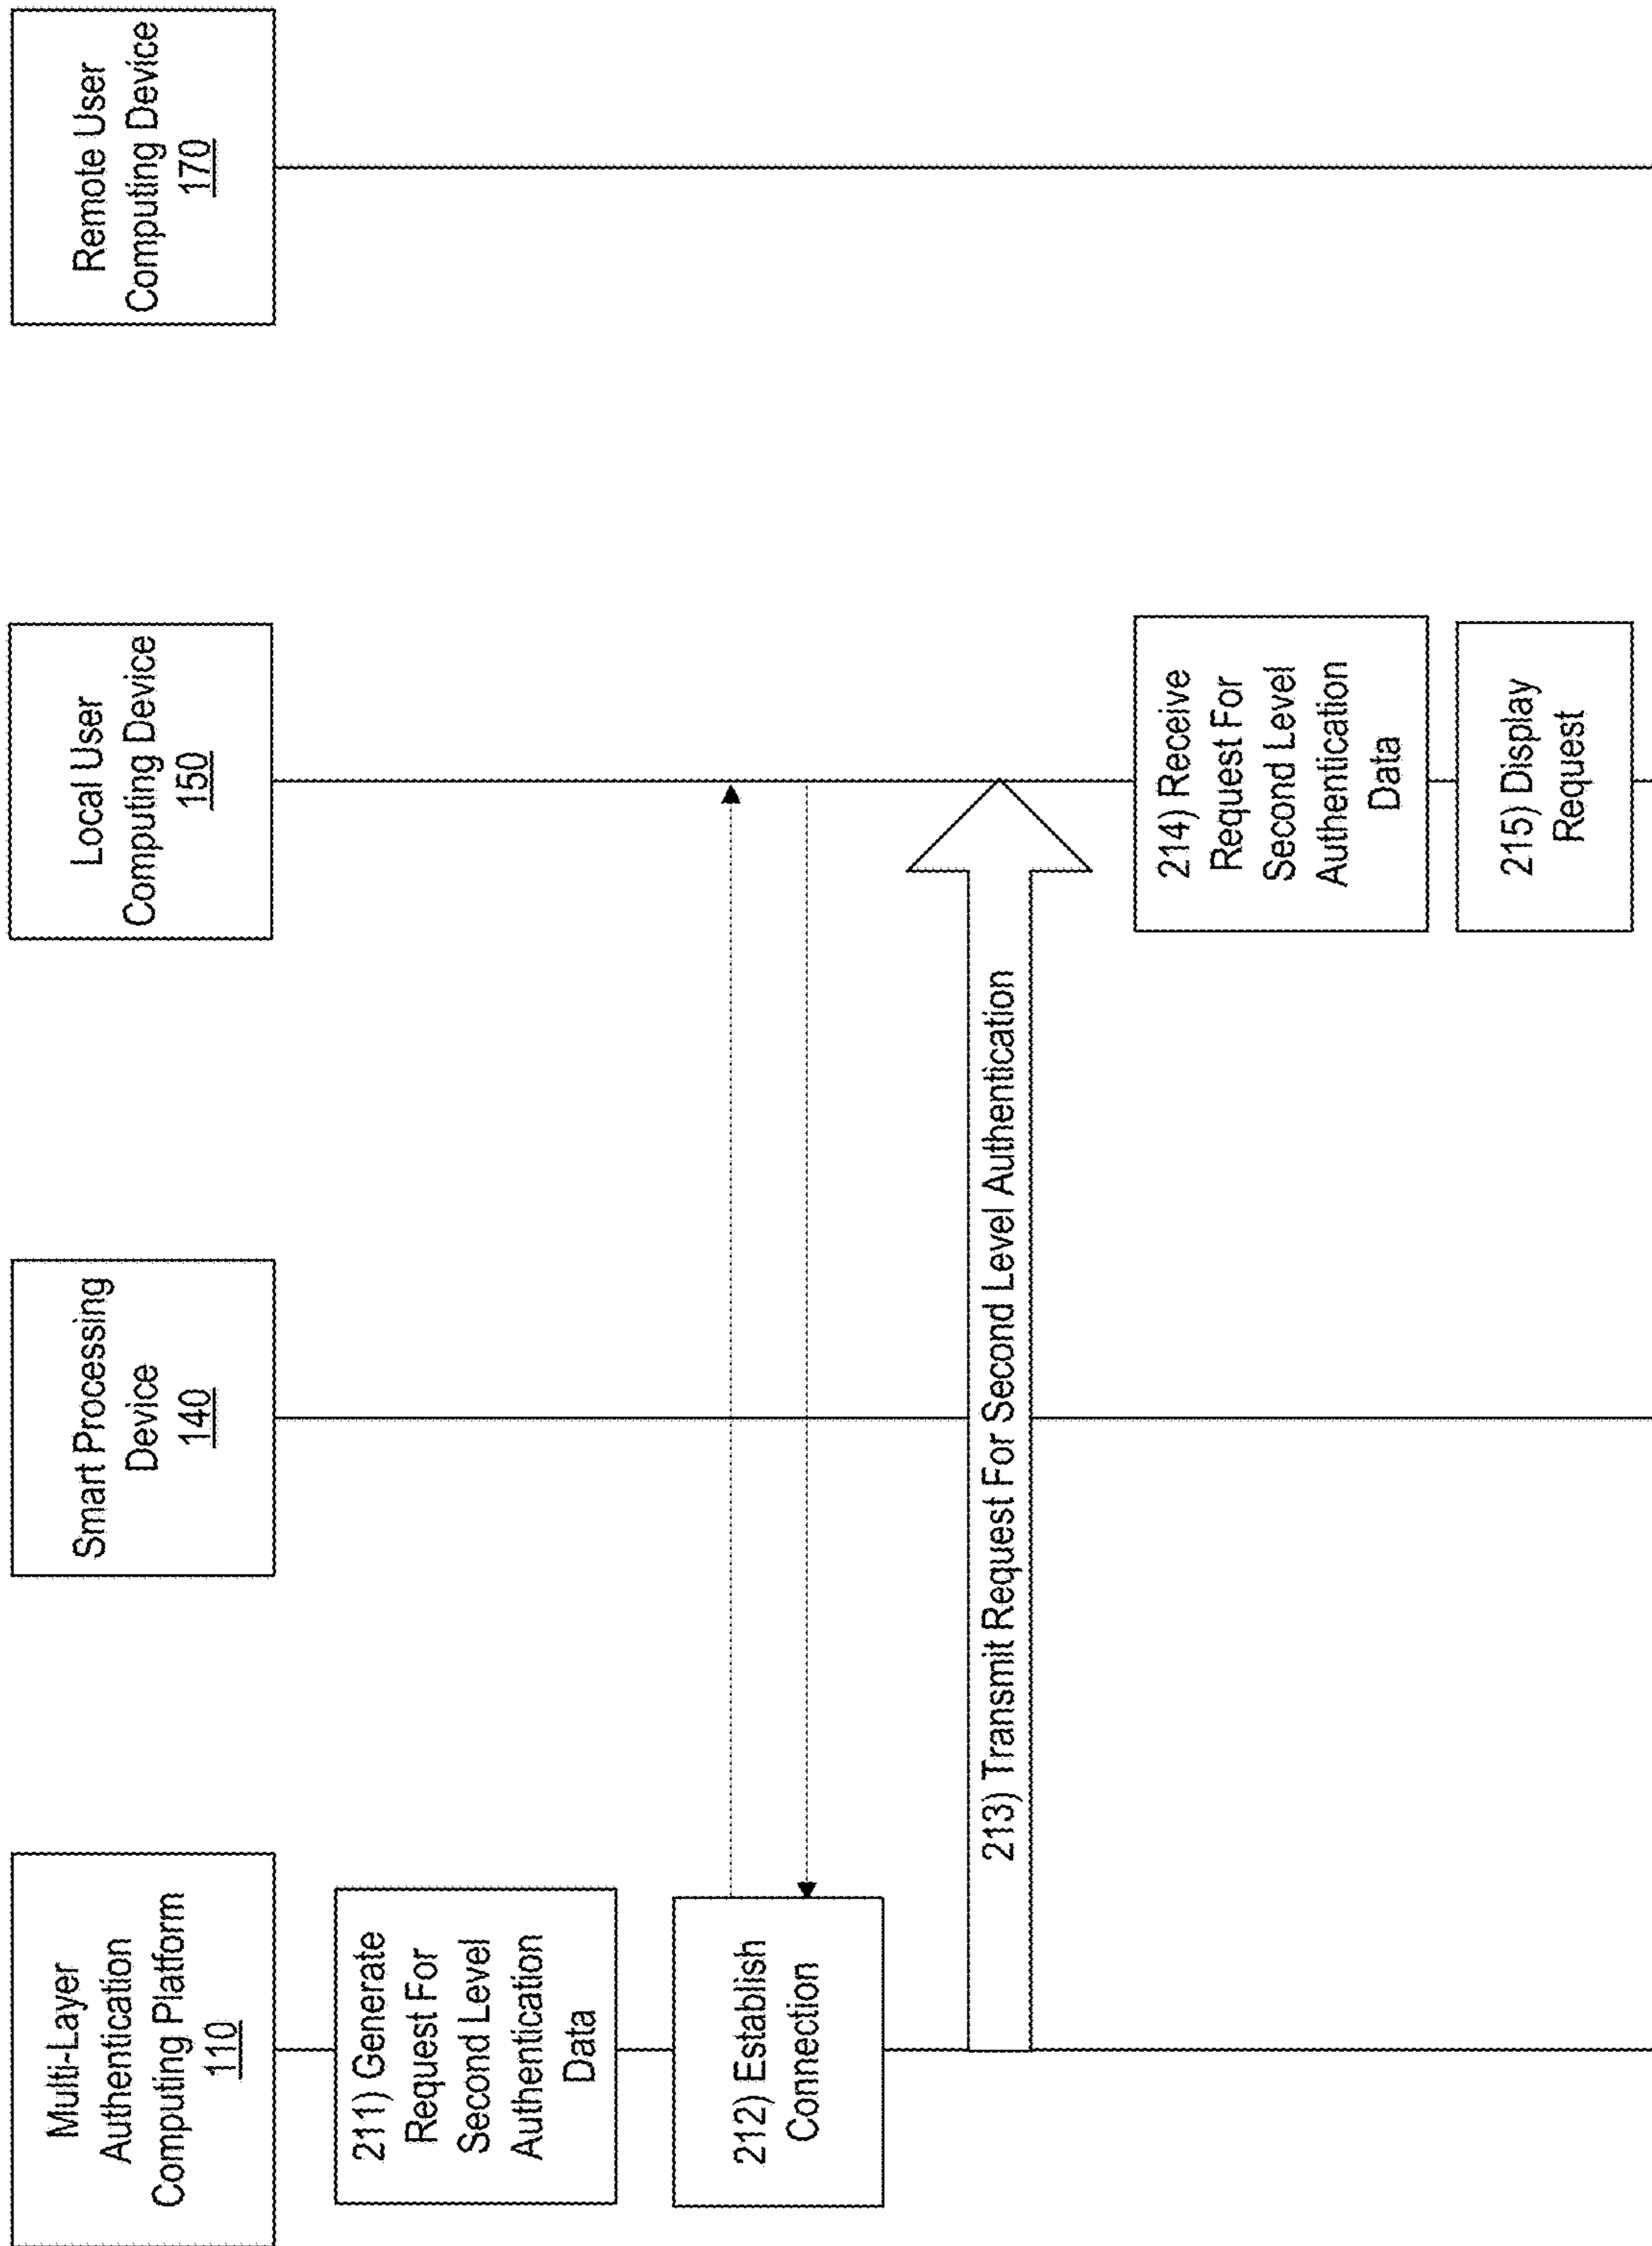 Multi-Layer
Authentication
Computing Platform
110
Smart Processing
Device
140
Local User
Computing Device
150
Remote User
Computing Device
170
211) Generate
Request For
Second Level
Authentication
Data
212) Establish
Connection
213) Transmit Request For Second Level Authentication
214) Receive
Request For
Second Level
Authentication
Data
215) Display
Request